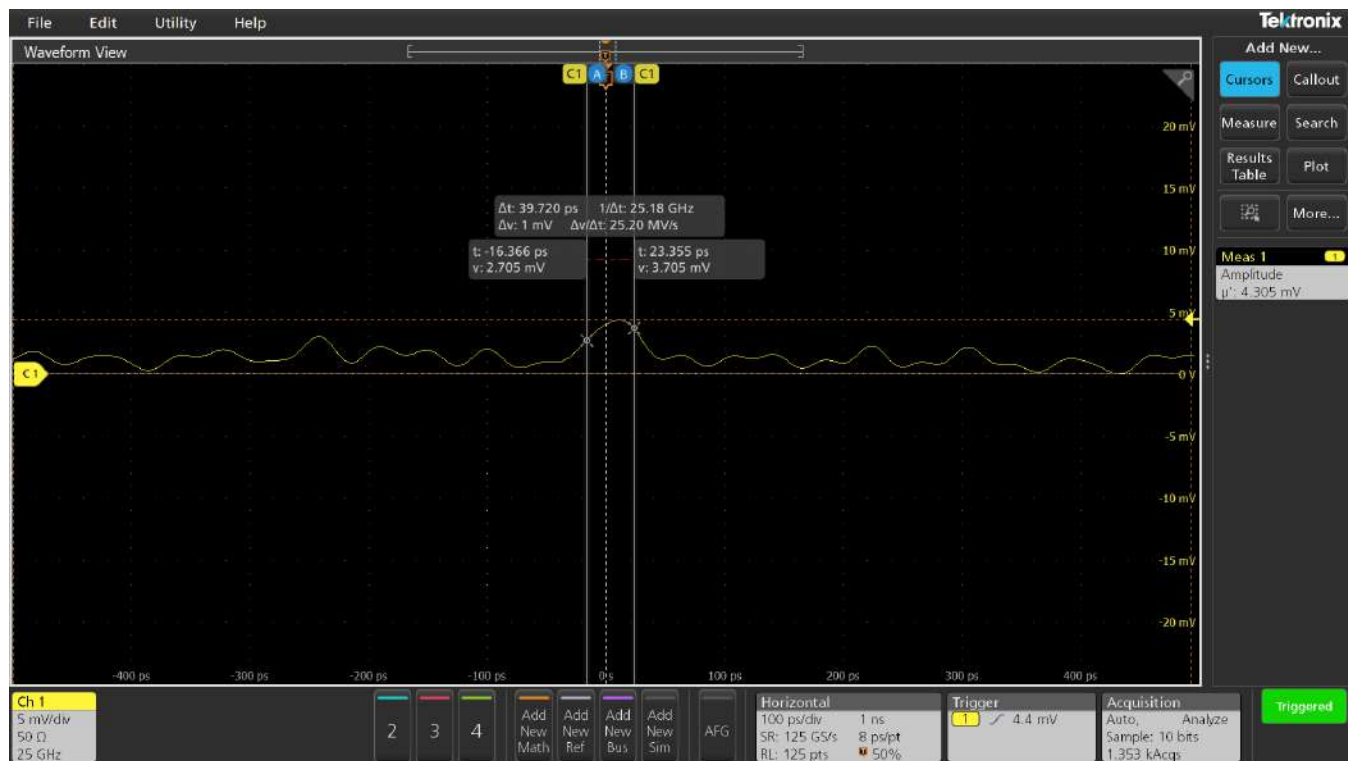 File Edit Utility Help
Tektronix
Waveform View
Add New...
C1 A B C1
Cursors Callout
Measure Search
Results Table Plot
More...
Meas 1 1
Amplitude
µ': 4.305 mV
20 mV
15 mV
10 mV
5 mV
0 V
-5 mV
-10 mV
-15 mV
-20 mV
Δt: 39.720 ps 1/Δt: 25.18 GHz
Δv: 1 mV Δv/Δt: 25.20 MV/s
t: -16.366 ps
v: 2.705 mV
t: 23.355 ps
v: 3.705 mV
C1
-400 ps -300 ps -200 ps -100 ps 0 s 100 ps 200 ps 300 ps 400 ps
Ch 1
5 mV/div
50 Ω
25 GHz
2 3 4
Add New Math
Add New Ref
Add New Bus
Add New Sim
AFG
Horizontal
100 ps/div 1 ns
SR: 125 GS/s 8 ps/pt
RL: 125 pts 50%
Trigger
1 4.4 mV
Acquisition
Auto, Analyze
Sample: 10 bits
1.353 kAcqs
Triggered